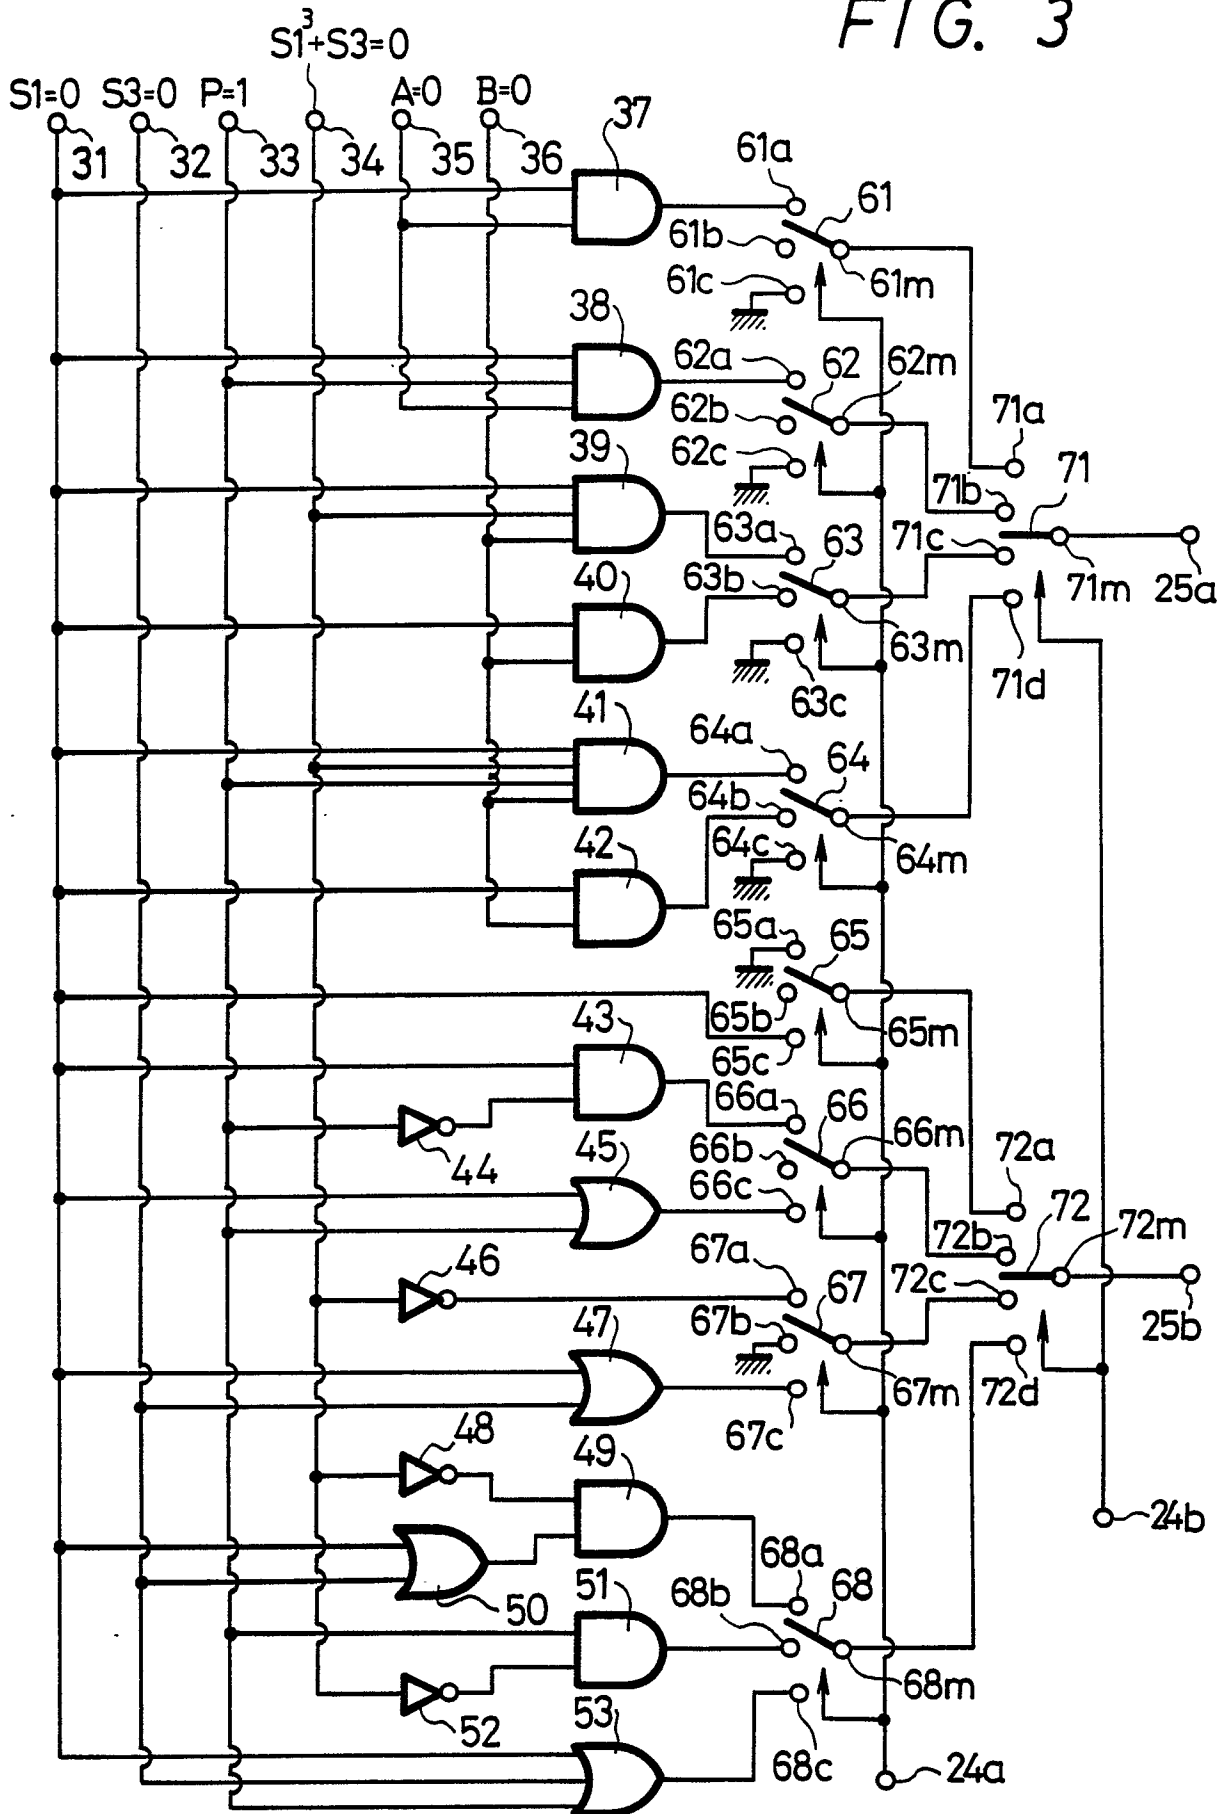 FIG. 3
S1³+S3=0
S1=0 S3=0 P=1 A=0 B=0
31 32 33 34 35 36 37
61a
61
61b
61c 61m
38
62a 62 62m
62b
71a
39 62c
71
71b
63a 63 71c
40 63b
71m 25a
63m
71d
63c
41
64a 64
64b
42 64c 64m
65a 65
43 65b 65m
65c
66a 66
66m
44 45 66b 72a
66c
72
46 67a 72b 72m
67 72c
47 67b 25b
67m 72d
67c
48 49
24b
68a
50 51 68b 68
68m
52 53
68c 24a